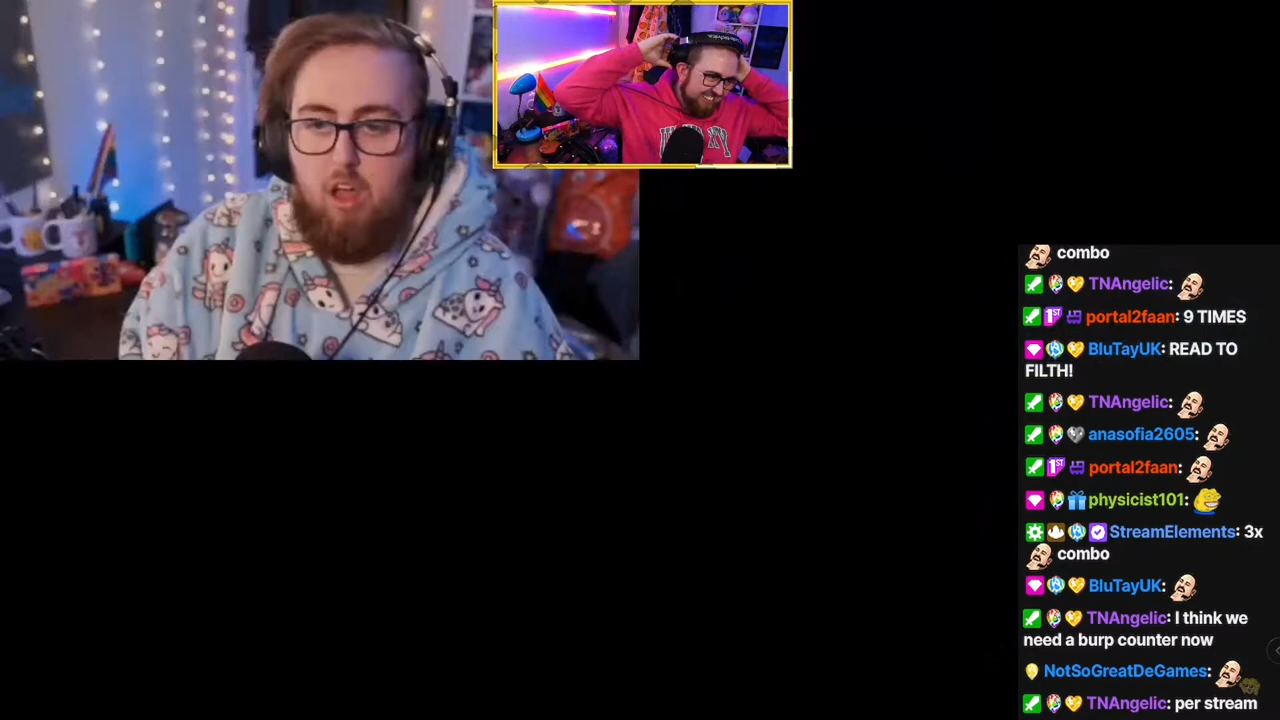 combo
TNAngelic:
portal2faan: 9 TIMES
BluTayUK: READ TO
FILTH!
TNAngelic:
anasofia2605:
portal2faan:
physicist101:
StreamElements: 3x
combo
BluTayUK:
TNAngelic: I think we
need a burp counter now
NotSoGreatDeGames:
TNAngelic: per stream